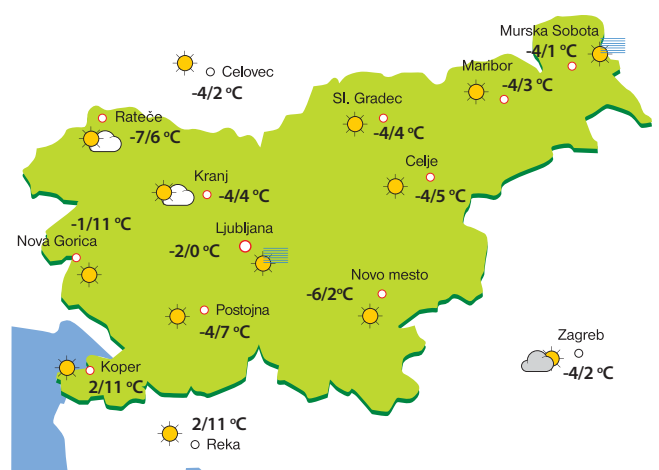 Murska Sobota
-4/1 °C
Maribor
-4/3 °C
Celovec
-4/2 °C
Sl. Gradec
-4/4 °C
Rateče
-7/6 °C
Celje
-4/5 °C
Kranj
-4/4 °C
-1/11 °C
Nova Gorica
Ljubljana
-2/0 °C
Novo mesto
-6/2°C
Postojna
-4/7 °C
Zagreb
-4/2 °C
Koper
2/11 °C
2/11 °C
Reka